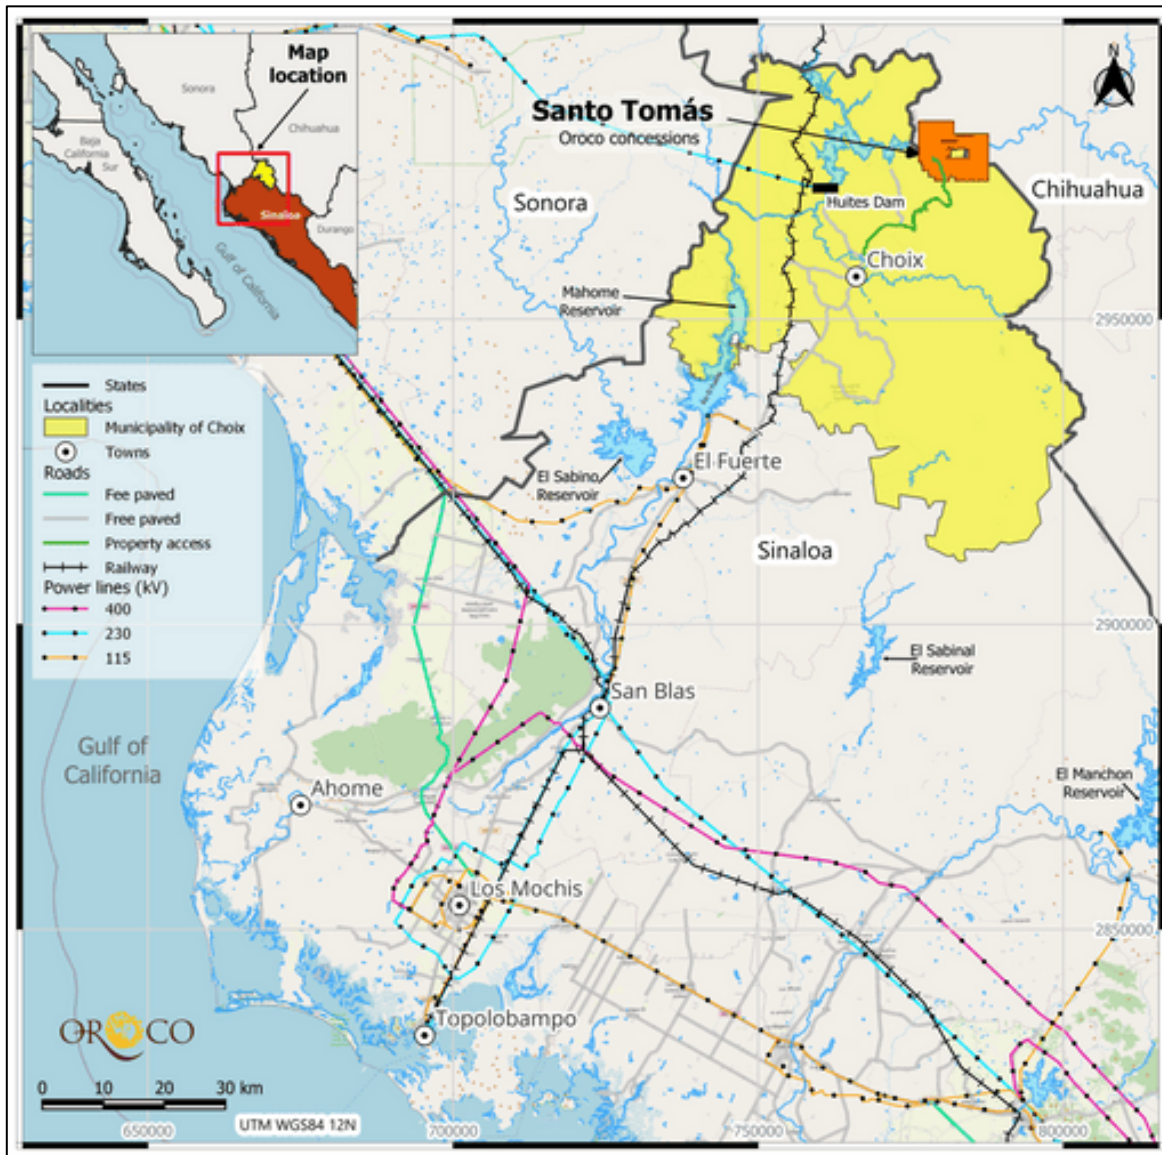 Map
location
Sonora
Chihuahua
Baja
California
Sur
Sinaloa
Durango
Gulf of
California
N
Santo Tomás
Oroco concessions
Sonora
Chihuahua
Huites Dam
Choix
Mahome
Reservoir
2950000
States
Localities
Municipality of Choix
Towns
Roads
Fee paved
Free paved
Property access
Railway
Power lines (kV)
400
230
115
El Sabino
Reservoir
El Fuerte
Sinaloa
2900000
El Sabinal
Reservoir
San Blas
Gulf of
California
Ahome
El Manchon
Reservoir
Los Mochis
2850000
OROCO
Topolobampo
0 10 20 30 km
UTM WGS84 12N
650000
700000
750000
800000